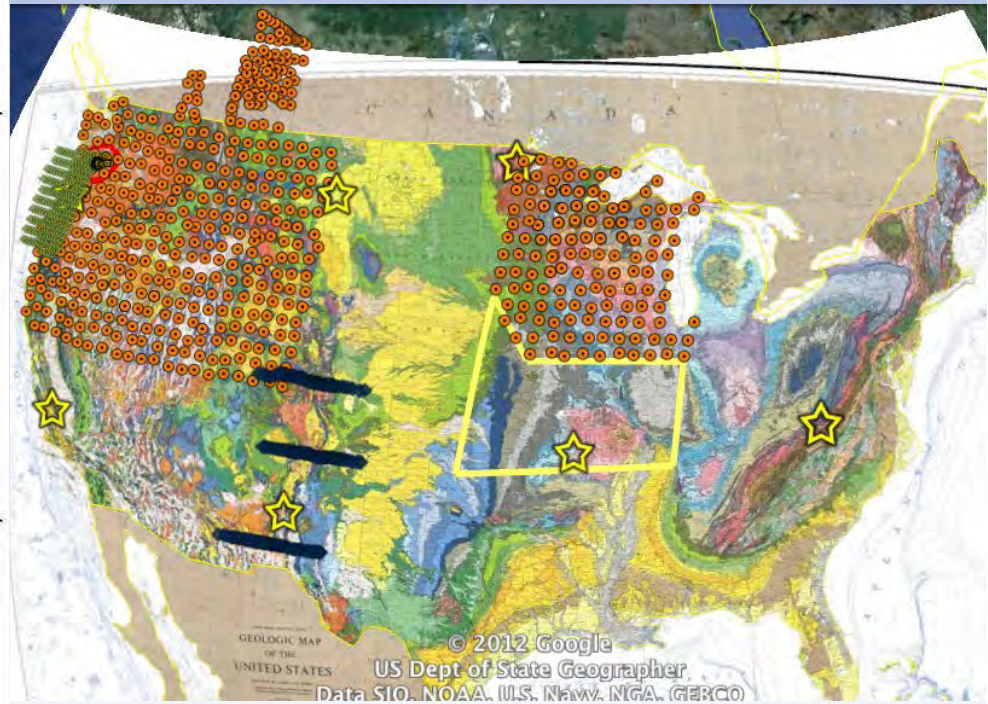 C A N A D A
GEOLOGIC MAP
OF THE
UNITED STATES
© 2012 Google
US Dept of State Geographer
Data SIO, NOAA, U.S. Navy, NGA, GEBCO